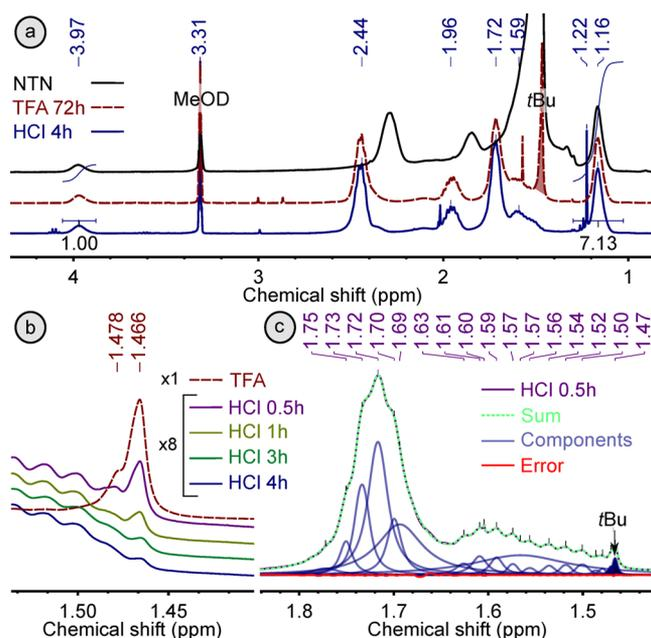 a
3.97
3.31
2.44
1.96
1.72
1.59
1.22
1.16
NTN
TFA 72h
HCl 4h
MeOD
tBu
1.00
7.13
4 3 2 1
Chemical shift (ppm)
b
1.478
1.466
x1 TFA
x8
HCl 0.5h
HCl 1h
HCl 3h
HCl 4h
1.50 1.45
Chemical shift (ppm)
c
1.75
1.73
1.72
1.70
1.69
1.63
1.61
1.60
1.59
1.57
1.57
1.56
1.54
1.52
1.50
1.47
HCl 0.5h
Sum
Components
Error
tBu
1.8 1.7 1.6 1.5
Chemical shift (ppm)